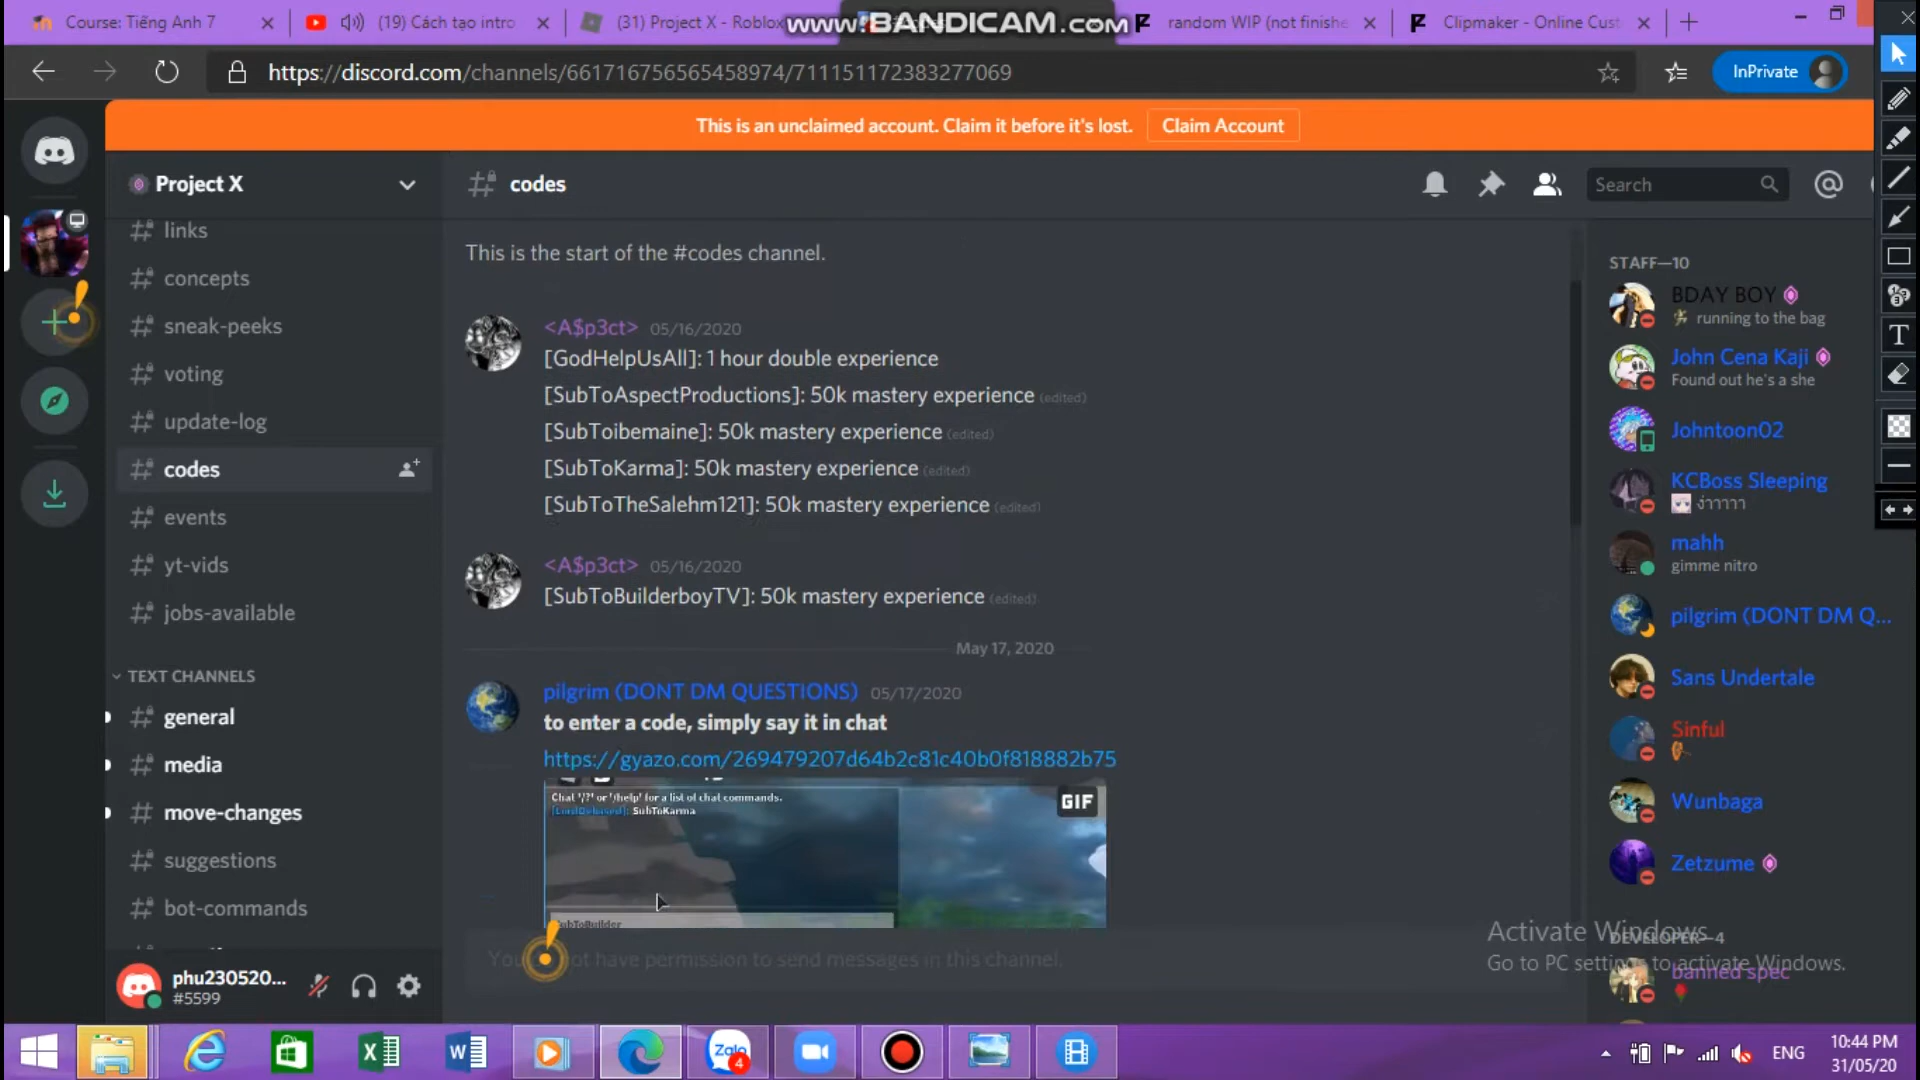 Course: Tiếng Anh 7
(19) Cách tạo intro
(31) Project X - Roblox
www.BANDICAM.com
random WIP (not finishe
Clipmaker - Online Cust
https://discord.com/channels/661716756565458974/711151172383277069
InPrivate
This is an unclaimed account. Claim it before it's lost.
Claim Account
Project X
codes
Search
links
concepts
sneak-peeks
voting
update-log
codes
events
yt-vids
jobs-available
TEXT CHANNELS
general
media
move-changes
suggestions
bot-commands
phu230520...
#5599
This is the start of the #codes channel.
<A$p3ct> 05/16/2020
[GodHelpUsAll]: 1 hour double experience
[SubToAspectProductions]: 50k mastery experience (edited)
[SubToibemaine]: 50k mastery experience (edited)
[SubToKarma]: 50k mastery experience (edited)
[SubToTheSalehm121]: 50k mastery experience (edited)
<A$p3ct> 05/16/2020
[SubToBuilderboyTV]: 50k mastery experience (edited)
May 17, 2020
pilgrim (DONT DM QUESTIONS) 05/17/2020
to enter a code, simply say it in chat
https://gyazo.com/269479207d64b2c81c40b0f818882b75
Chat '/?' or '/help' for a list of chat commands.
[LordDebased]: SubToKarma
GIF
SubToBuilder
You not have permission to send messages in this channel.
STAFF—10
BDAY BOY
running to the bag
John Cena Kaji
Found out he's a she
Johntoon02
KCBoss Sleeping
mahh
gimme nitro
pilgrim (DONT DM Q...
Sans Undertale
Sinful
Wunbaga
Zetzume
DEVELOPER—4
banned spec
Activate Windows
Go to PC settings to activate Windows.
T
Zalo
4
ENG
10:44 PM
31/05/20